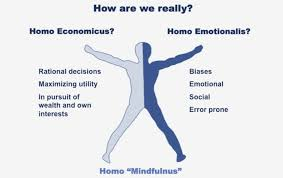 How are we really?
Homo Economicus?
Homo Emotionalis?
Rational decisions
Maximizing utility
In pursuit of
wealth and own
interests
Biases
Emotional
Social
Error prone
Homo “Mindfulnus”